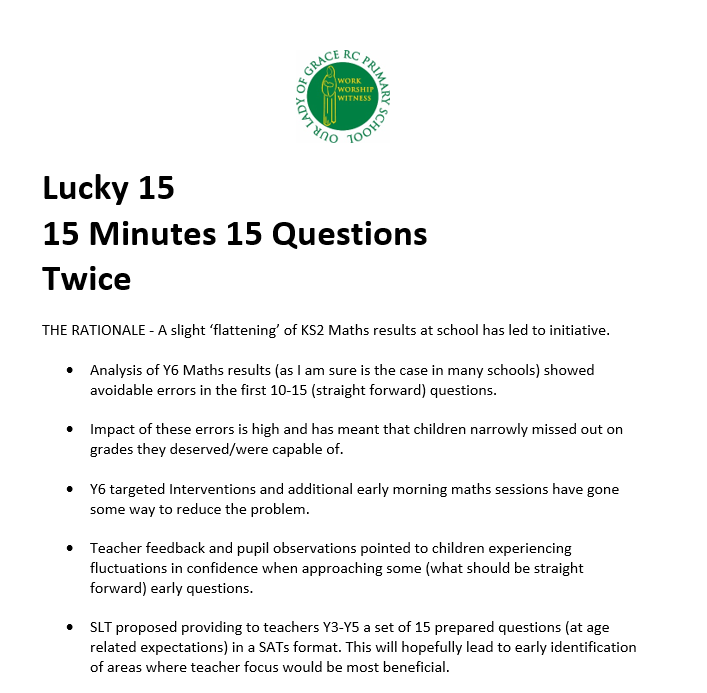 OUR LADY OF GRACE RC PRIMARY SCHOOL
WORK
WORSHIP
WITNESS
Lucky 15
15 Minutes 15 Questions
Twice
THE RATIONALE - A slight ‘flattening’ of KS2 Maths results at school has led to initiative.
• Analysis of Y6 Maths results (as I am sure is the case in many schools) showed
avoidable errors in the first 10-15 (straight forward) questions.
• Impact of these errors is high and has meant that children narrowly missed out on
grades they deserved/were capable of.
• Y6 targeted Interventions and additional early morning maths sessions have gone
some way to reduce the problem.
• Teacher feedback and pupil observations pointed to children experiencing
fluctuations in confidence when approaching some (what should be straight
forward) early questions.
• SLT proposed providing to teachers Y3-Y5 a set of 15 prepared questions (at age
related expectations) in a SATs format. This will hopefully lead to early identification
of areas where teacher focus would be most beneficial.